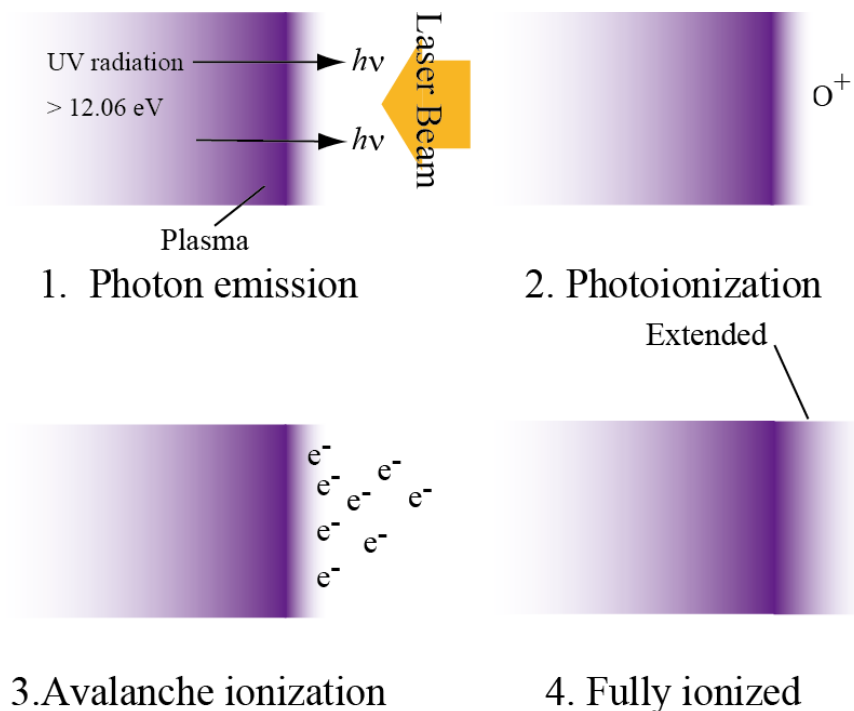 UV radiation
> 12.06 eV
hν
hν
Laser Beam
Plasma
1. Photon emission
O⁺
2. Photoionization
e⁻
e⁻
e⁻
e⁻
e⁻
e⁻
e⁻
e⁻
3.Avalanche ionization
Extended
4. Fully ionized